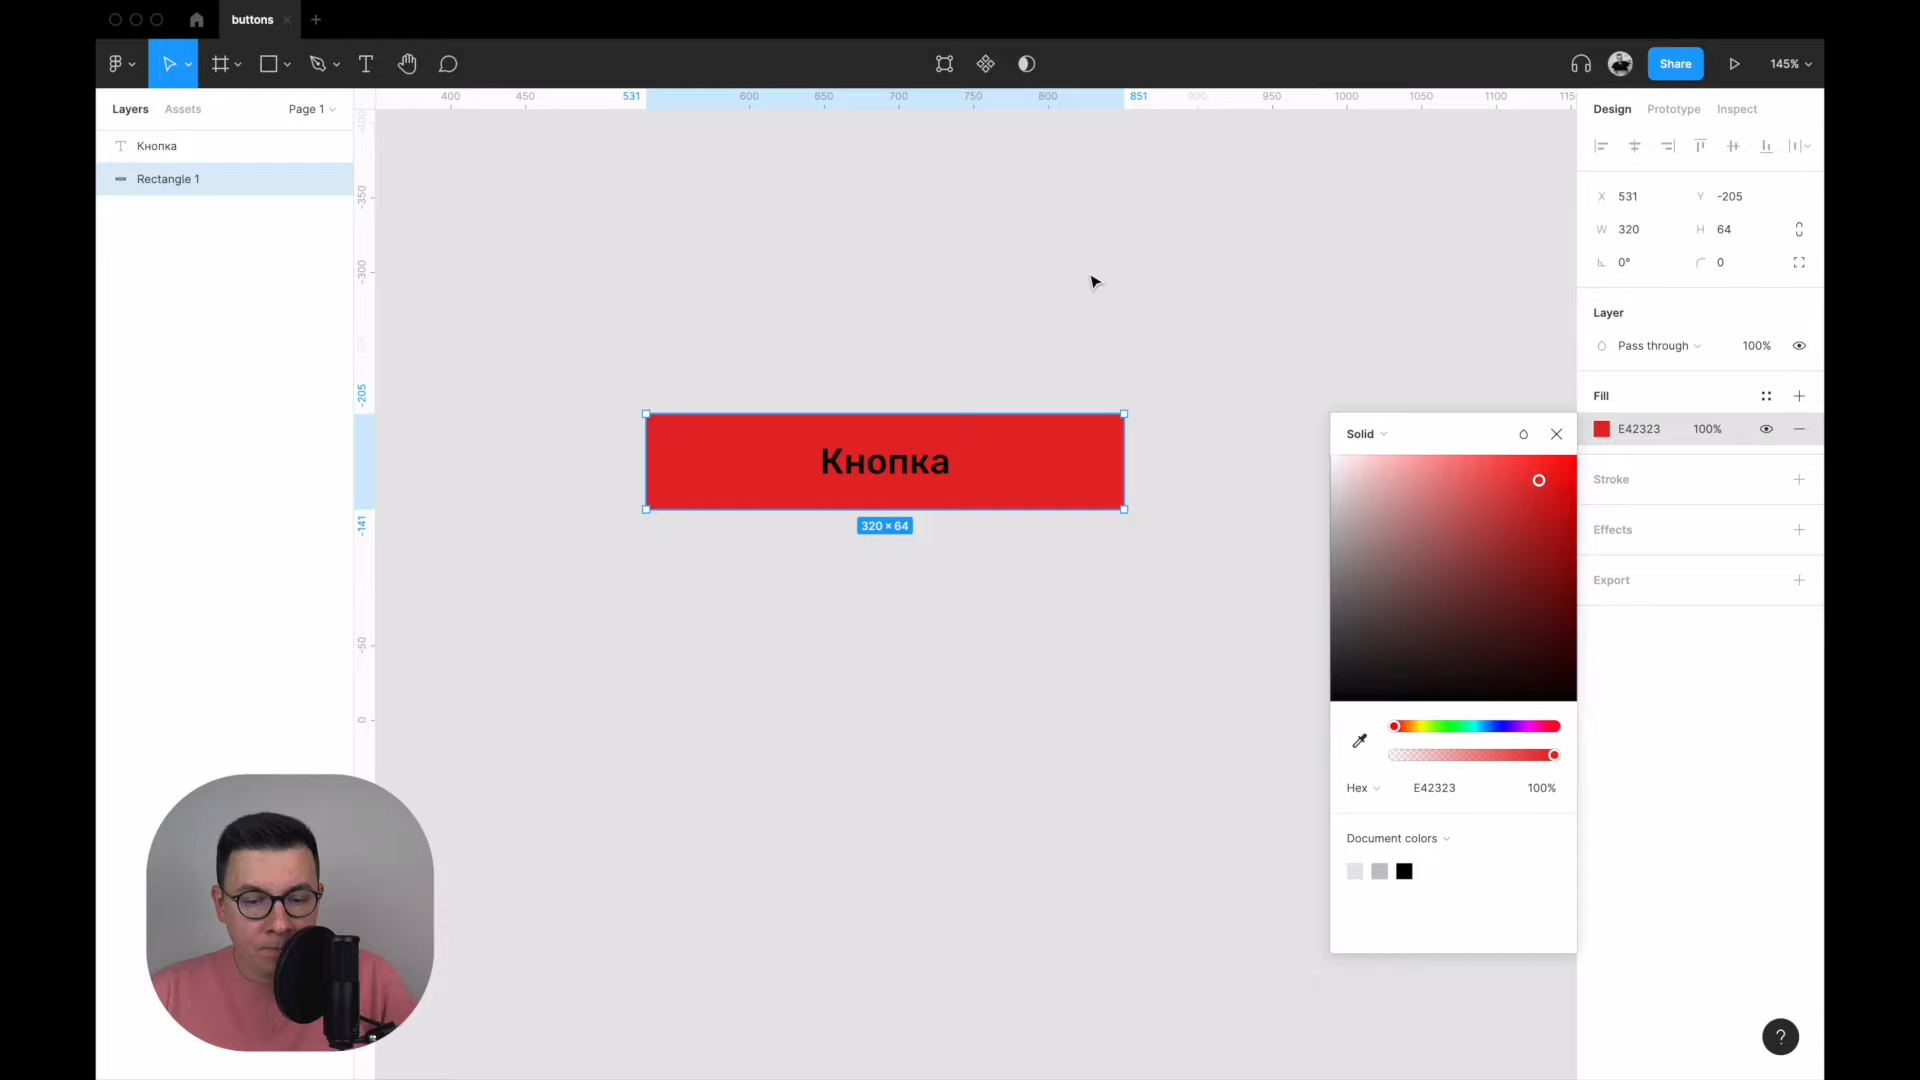 buttons
Share
145%
Layers
Assets
Page 1
400
450
531
600
650
700
750
800
851
900
950
1000
1050
1100
115
Design
Prototype
Inspect
Кнопка
Rectangle 1
-400
-350
-300
-205
-141
-50
0
X 531
Y -205
W 320
H 64
0°
0
Layer
Pass through
100%
Fill
E42323
100%
Stroke
Effects
Export
Кнопка
320 × 64
Solid
Hex
E42323
100%
Document colors
?